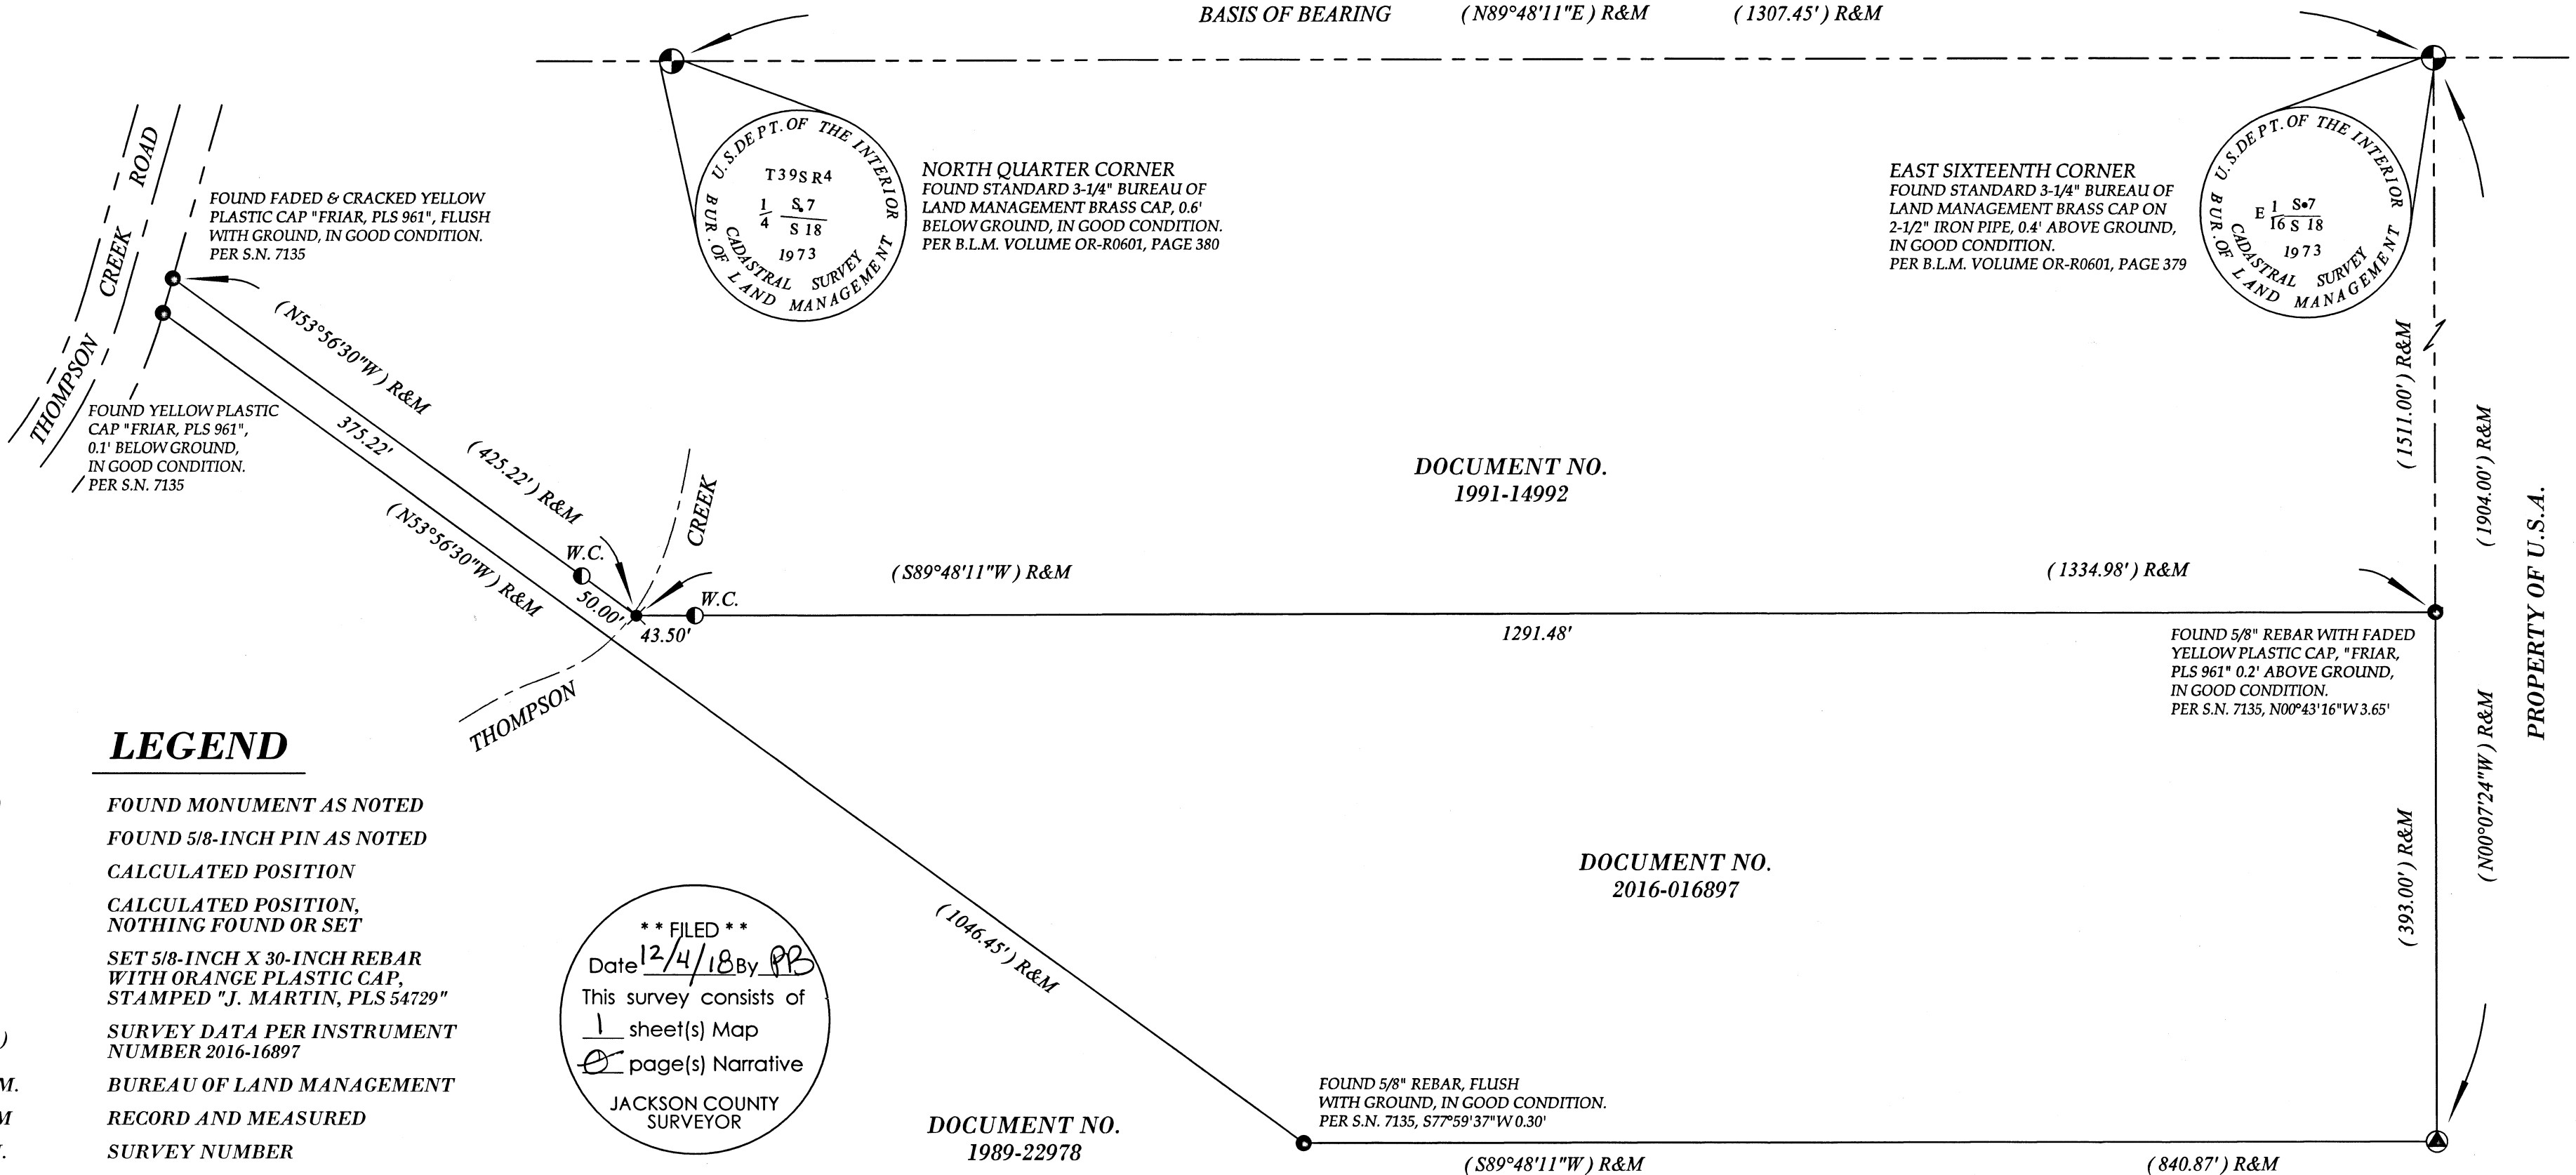 BASIS OF BEARING (N89°48'11"E) R&M (1307.45') R&M
THOMPSON CREEK ROAD
FOUND FADED & CRACKED YELLOW
PLASTIC CAP "FRIAR, PLS 961", FLUSH
WITH GROUND, IN GOOD CONDITION.
PER S.N. 7135
U.S.DEPT.OF THE INTERIOR
BUR.OF LAND MANAGEMENT
T39S R4
1/4 S.7
S 18
1973
CADASTRAL SURVEY
NORTH QUARTER CORNER
FOUND STANDARD 3-1/4" BUREAU OF
LAND MANAGEMENT BRASS CAP, 0.6'
BELOW GROUND, IN GOOD CONDITION.
PER B.L.M. VOLUME OR-R0601, PAGE 380
EAST SIXTEENTH CORNER
FOUND STANDARD 3-1/4" BUREAU OF
LAND MANAGEMENT BRASS CAP ON
2-1/2" IRON PIPE, 0.4' ABOVE GROUND,
IN GOOD CONDITION.
PER B.L.M. VOLUME OR-R0601, PAGE 379
U.S.DEPT.OF THE INTERIOR
BUR.OF LAND MANAGEMENT
E 1/16 S•7
S 18
1973
CADASTRAL SURVEY
(N53°56'30"W) R&M
(425.22') R&M
375.22'
(N53°56'30"W) R&M
FOUND YELLOW PLASTIC
CAP "FRIAR, PLS 961",
0.1' BELOW GROUND,
IN GOOD CONDITION.
PER S.N. 7135
W.C.
50.00'
43.50'
W.C.
CREEK
THOMPSON
(S89°48'11"W) R&M
(1334.98') R&M
1291.48'
DOCUMENT NO.
1991-14992
(1511.00') R&M
(1904.00') R&M
PROPERTY OF U.S.A.
FOUND 5/8" REBAR WITH FADED
YELLOW PLASTIC CAP, "FRIAR,
PLS 961" 0.2' ABOVE GROUND,
IN GOOD CONDITION.
PER S.N. 7135, N00°43'16"W 3.65'
(N00°07'24"W) R&M
(393.00') R&M
DOCUMENT NO.
2016-016897
(1046.45') R&M
LEGEND
FOUND MONUMENT AS NOTED
FOUND 5/8-INCH PIN AS NOTED
CALCULATED POSITION
CALCULATED POSITION,
NOTHING FOUND OR SET
SET 5/8-INCH X 30-INCH REBAR
WITH ORANGE PLASTIC CAP,
STAMPED "J. MARTIN, PLS 54729"
) SURVEY DATA PER INSTRUMENT
NUMBER 2016-16897
M. BUREAU OF LAND MANAGEMENT
M RECORD AND MEASURED
. SURVEY NUMBER
* * FILED * *
Date 12/4/18 By PB
This survey consists of
1 sheet(s) Map
0 page(s) Narrative
JACKSON COUNTY
SURVEYOR
DOCUMENT NO.
1989-22978
FOUND 5/8" REBAR, FLUSH
WITH GROUND, IN GOOD CONDITION.
PER S.N. 7135, S77°59'37"W 0.30'
(S89°48'11"W) R&M
(840.87') R&M